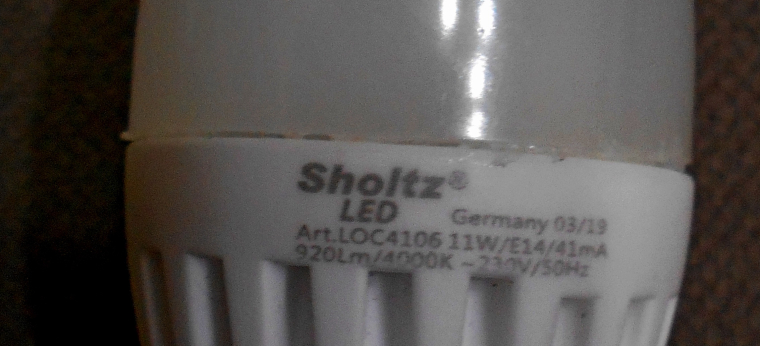 Sholtz®
LED Germany 03/19
Art.LOC4106 11W/E14/41mA
920Lm/4000K ~230V/50Hz